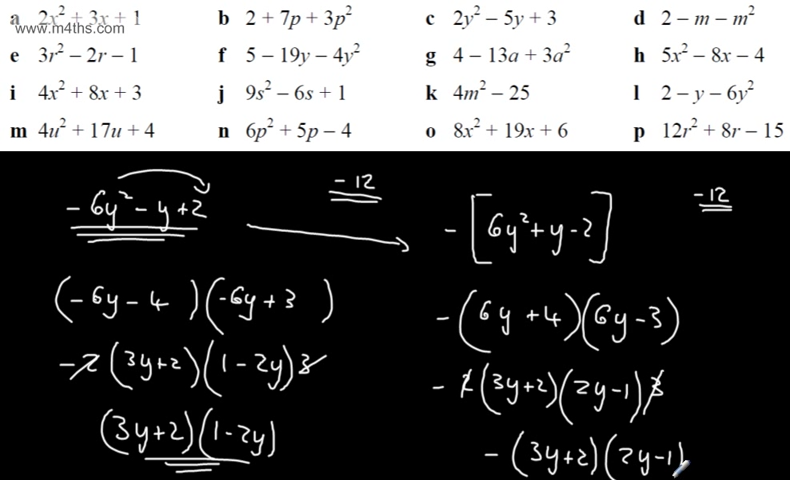 a 2x² + 3x + 1 b 2 + 7p + 3p² c 2y² − 5y + 3 d 2 − m − m²
www.m4ths.com
e 3r² − 2r − 1 f 5 − 19y − 4y² g 4 − 13a + 3a² h 5x² − 8x − 4
i 4x² + 8x + 3 j 9s² − 6s + 1 k 4m² − 25 l 2 − y − 6y²
m 4u² + 17u + 4 n 6p² + 5p − 4 o 8x² + 19x + 6 p 12r² + 8r − 15
−6y² − y + 2
−12
(−6y − 4 )(−6y + 3 )
−2(3y+2)(1 − 2y)3
(3y+2)(1−2y)
−12
−[6y² + y − 2]
−(6y + 4)(6y − 3)
−2(3y+2)(2y−1)3
−(3y+2)(2y−1)